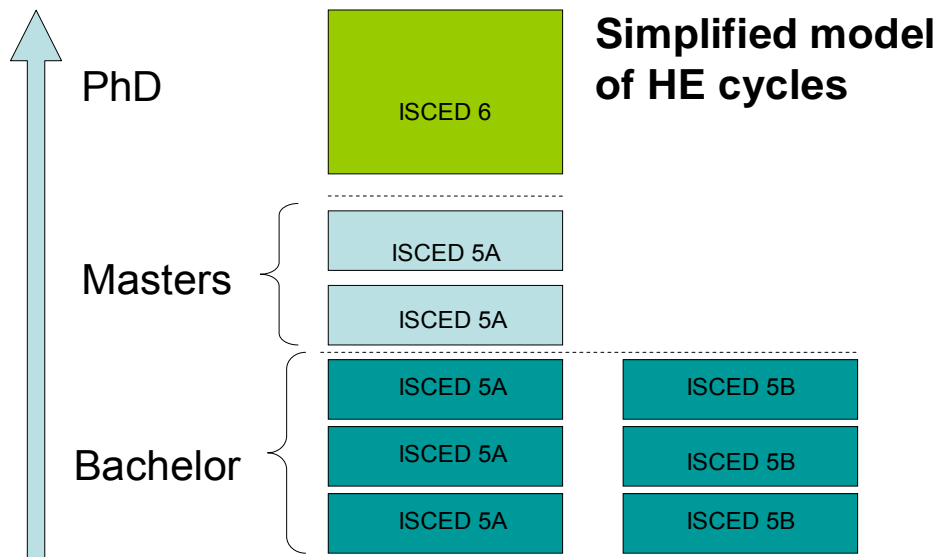 Simplified model
of HE cycles
PhD
ISCED 6
Masters
ISCED 5A
ISCED 5A
Bachelor
ISCED 5A
ISCED 5B
ISCED 5A
ISCED 5B
ISCED 5A
ISCED 5B